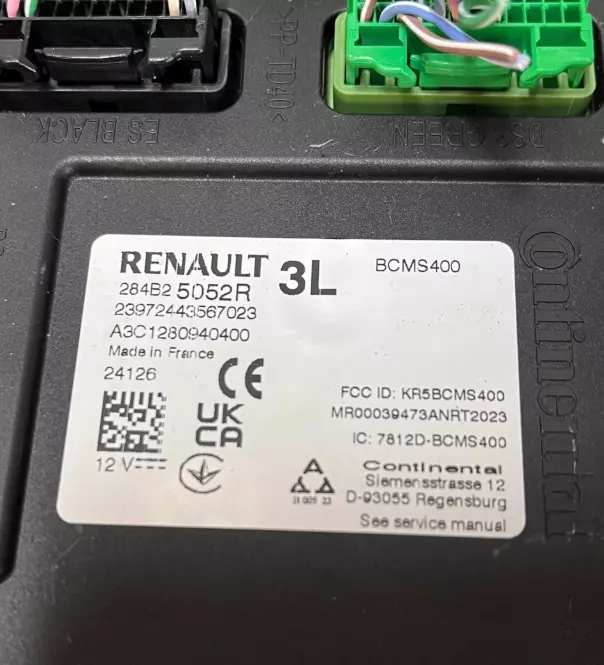 >PP-TD40<
ES BLACK
DS2 GREEN
Continental
RENAULT 3L BCMS400
284B2 5052R
23972443567023
A3C1280940400
Made in France
24126
CE
FCC ID: KR5BCMS400
MR00039473ANRT2023
UK
CA
IC: 7812D-BCMS400
12 V
Continental
Siemensstrasse 12
D-93055 Regensburg
See service manual